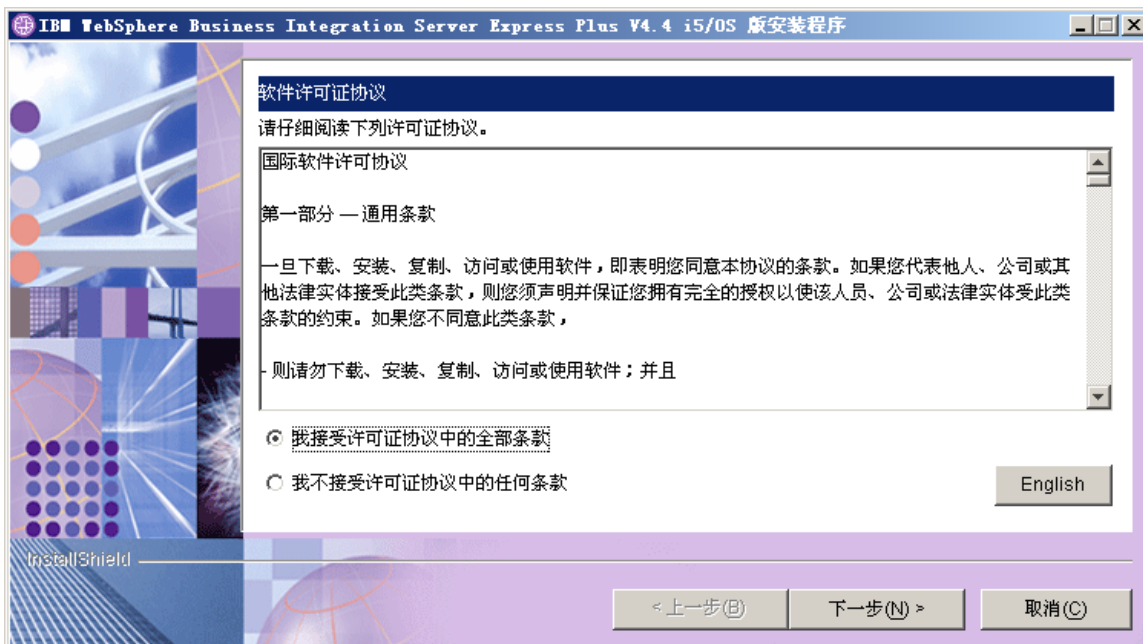 IBM WebSphere Business Integration Server Express Plus V4.4 i5/OS 版安装程序
软件许可证协议
请仔细阅读下列许可证协议。
国际软件许可协议
第一部分 — 通用条款
一旦下载、安装、复制、访问或使用软件，即表明您同意本协议的条款。如果您代表他人、公司或其
他法律实体接受此类条款，则您须声明并保证您拥有完全的授权以使该人员、公司或法律实体受此类
条款的约束。如果您不同意此类条款，
- 则请勿下载、安装、复制、访问或使用软件；并且
我接受许可证协议中的全部条款
我不接受许可证协议中的任何条款
English
InstallShield
< 上一步(B)
下一步(N) >
取消(C)